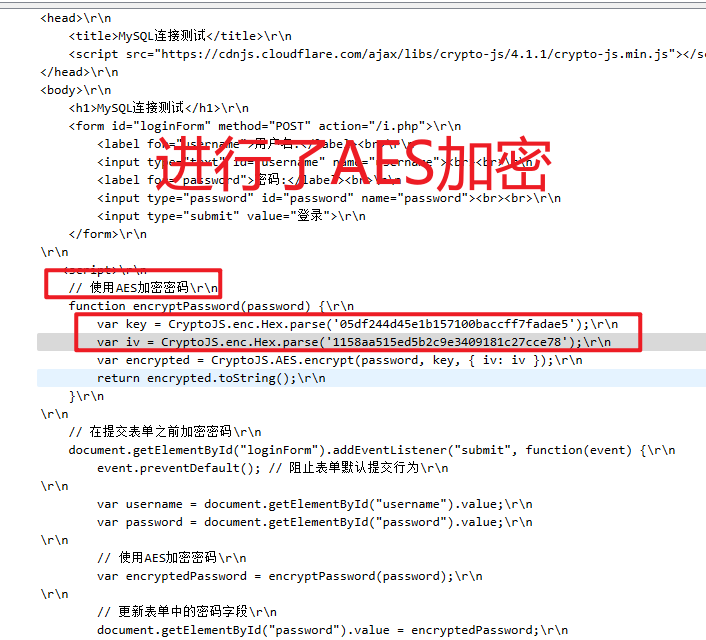 <head>\r\n
<title>MySQL连接测试</title>\r\n
<script src="https://cdnjs.cloudflare.com/ajax/libs/crypto-js/4.1.1/crypto-js.min.js"></s
</head>\r\n
<body>\r\n
<h1>MySQL连接测试</h1>\r\n
<form id="loginForm" method="POST" action="/i.php">\r\n
<label for="username">用户名:</label><br>\r\n
<input type="text" id="username" name="username"><br><br>\r\n
进行了AES加密
<label for="password">密码:</label><br>\r\n
<input type="password" id="password" name="password"><br><br>\r\n
<input type="submit" value="登录">\r\n
</form>\r\n
\r\n
<script>\r\n
// 使用AES加密密码\r\n
function encryptPassword(password) {\r\n
var key = CryptoJS.enc.Hex.parse('05df244d45e1b157100baccff7fadae5');\r\n
var iv = CryptoJS.enc.Hex.parse('1158aa515ed5b2c9e3409181c27cce78');\r\n
var encrypted = CryptoJS.AES.encrypt(password, key, { iv: iv });\r\n
return encrypted.toString();\r\n
}\r\n
\r\n
// 在提交表单之前加密密码\r\n
document.getElementById("loginForm").addEventListener("submit", function(event) {\r\n
event.preventDefault(); // 阻止表单默认提交行为\r\n
\r\n
var username = document.getElementById("username").value;\r\n
var password = document.getElementById("password").value;\r\n
\r\n
// 使用AES加密密码\r\n
var encryptedPassword = encryptPassword(password);\r\n
\r\n
// 更新表单中的密码字段\r\n
document.getElementById("password").value = encryptedPassword;\r\n